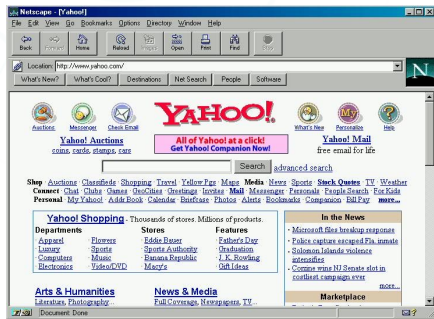 Netscape - [Yahoo!]
File Edit View Go Bookmarks Options Directory Window Help
Back Forward Home Reload Images Open Print Find Stop
Location: http://www.yahoo.com/
N
What's New? What's Cool? Destinations Net Search People Software
YAHOO!
Auctions Messenger Check Email What's New Personalize Help
My
Yahoo! Auctions
coins, cards, stamps, cars
All of Yahoo! at a click!
Get Yahoo! Companion Now!
Yahoo! Mail
free email for life
Search advanced search
Shop · Auctions · Classifieds · Shopping · Travel · Yellow Pgs · Maps Media · News · Sports · Stock Quotes · TV · Weather
Connect · Chat · Clubs · Games · GeoCities · Greetings · Invites · Mail · Messenger · Personals · People Search · For Kids
Personal · My Yahoo! · Addr Book · Calendar · Briefcase · Photos · Alerts · Bookmarks · Companion · Bill Pay more...
Yahoo! Shopping - Thousands of stores. Millions of products.
Departments Stores Features
· Apparel · Flowers · Eddie Bauer · Father's Day
· Luxury · Sports · Sports Authority · Graduation
· Computers · Music · Banana Republic · J. K. Rowling
· Electronics · Video/DVD · Macy's · Gift Ideas
Arts & Humanities
Literature, Photography...
News & Media
Full Coverage, Newspapers, TV...
In the News
· Microsoft files breakup response
· Police capture escaped Fla. inmate
· Solomon Islands violence
intensifies
· Corzine wins NJ Senate slot in
costliest campaign ever
more...
Marketplace
Document: Done